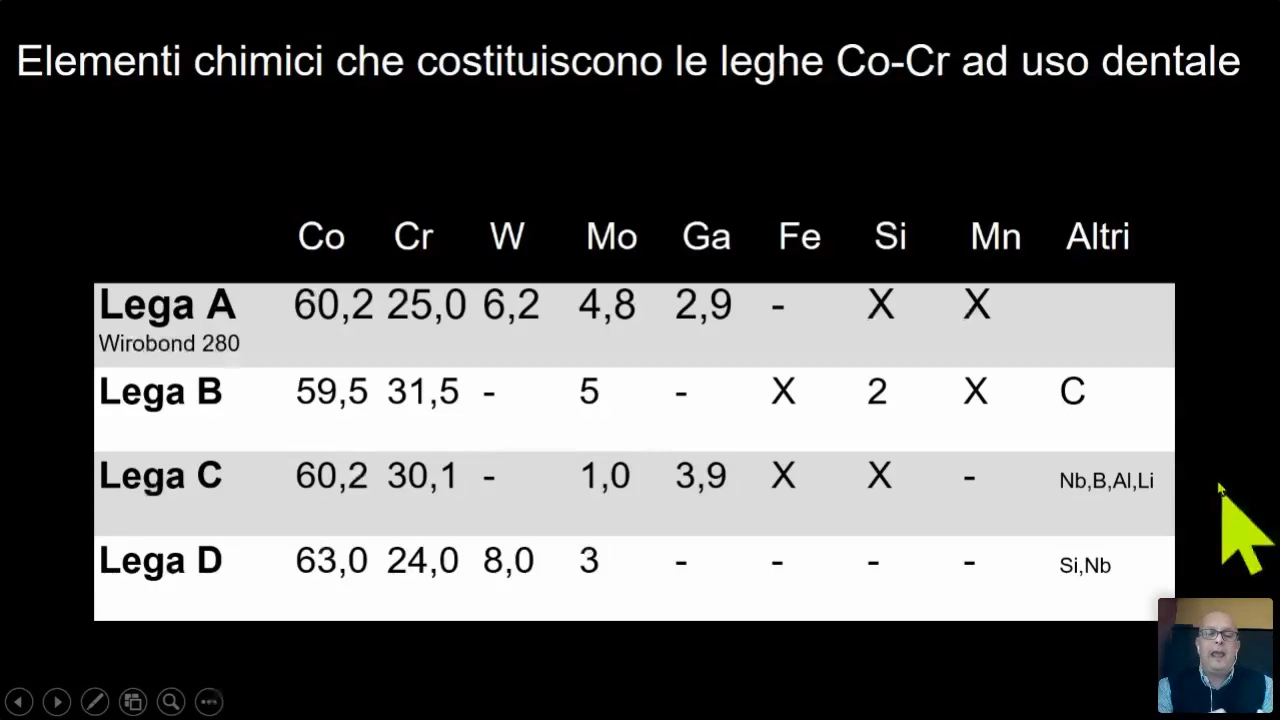 Elementi chimici che costituiscono le leghe Co-Cr ad uso dentale
Co Cr W Mo Ga Fe Si Mn Altri
Lega A 60,2 25,0 6,2 4,8 2,9 - X X
Wirobond 280
Lega B 59,5 31,5 - 5 - X 2 X C
Lega C 60,2 30,1 - 1,0 3,9 X X - Nb,B,Al,Li
Lega D 63,0 24,0 8,0 3 - - - - Si,Nb